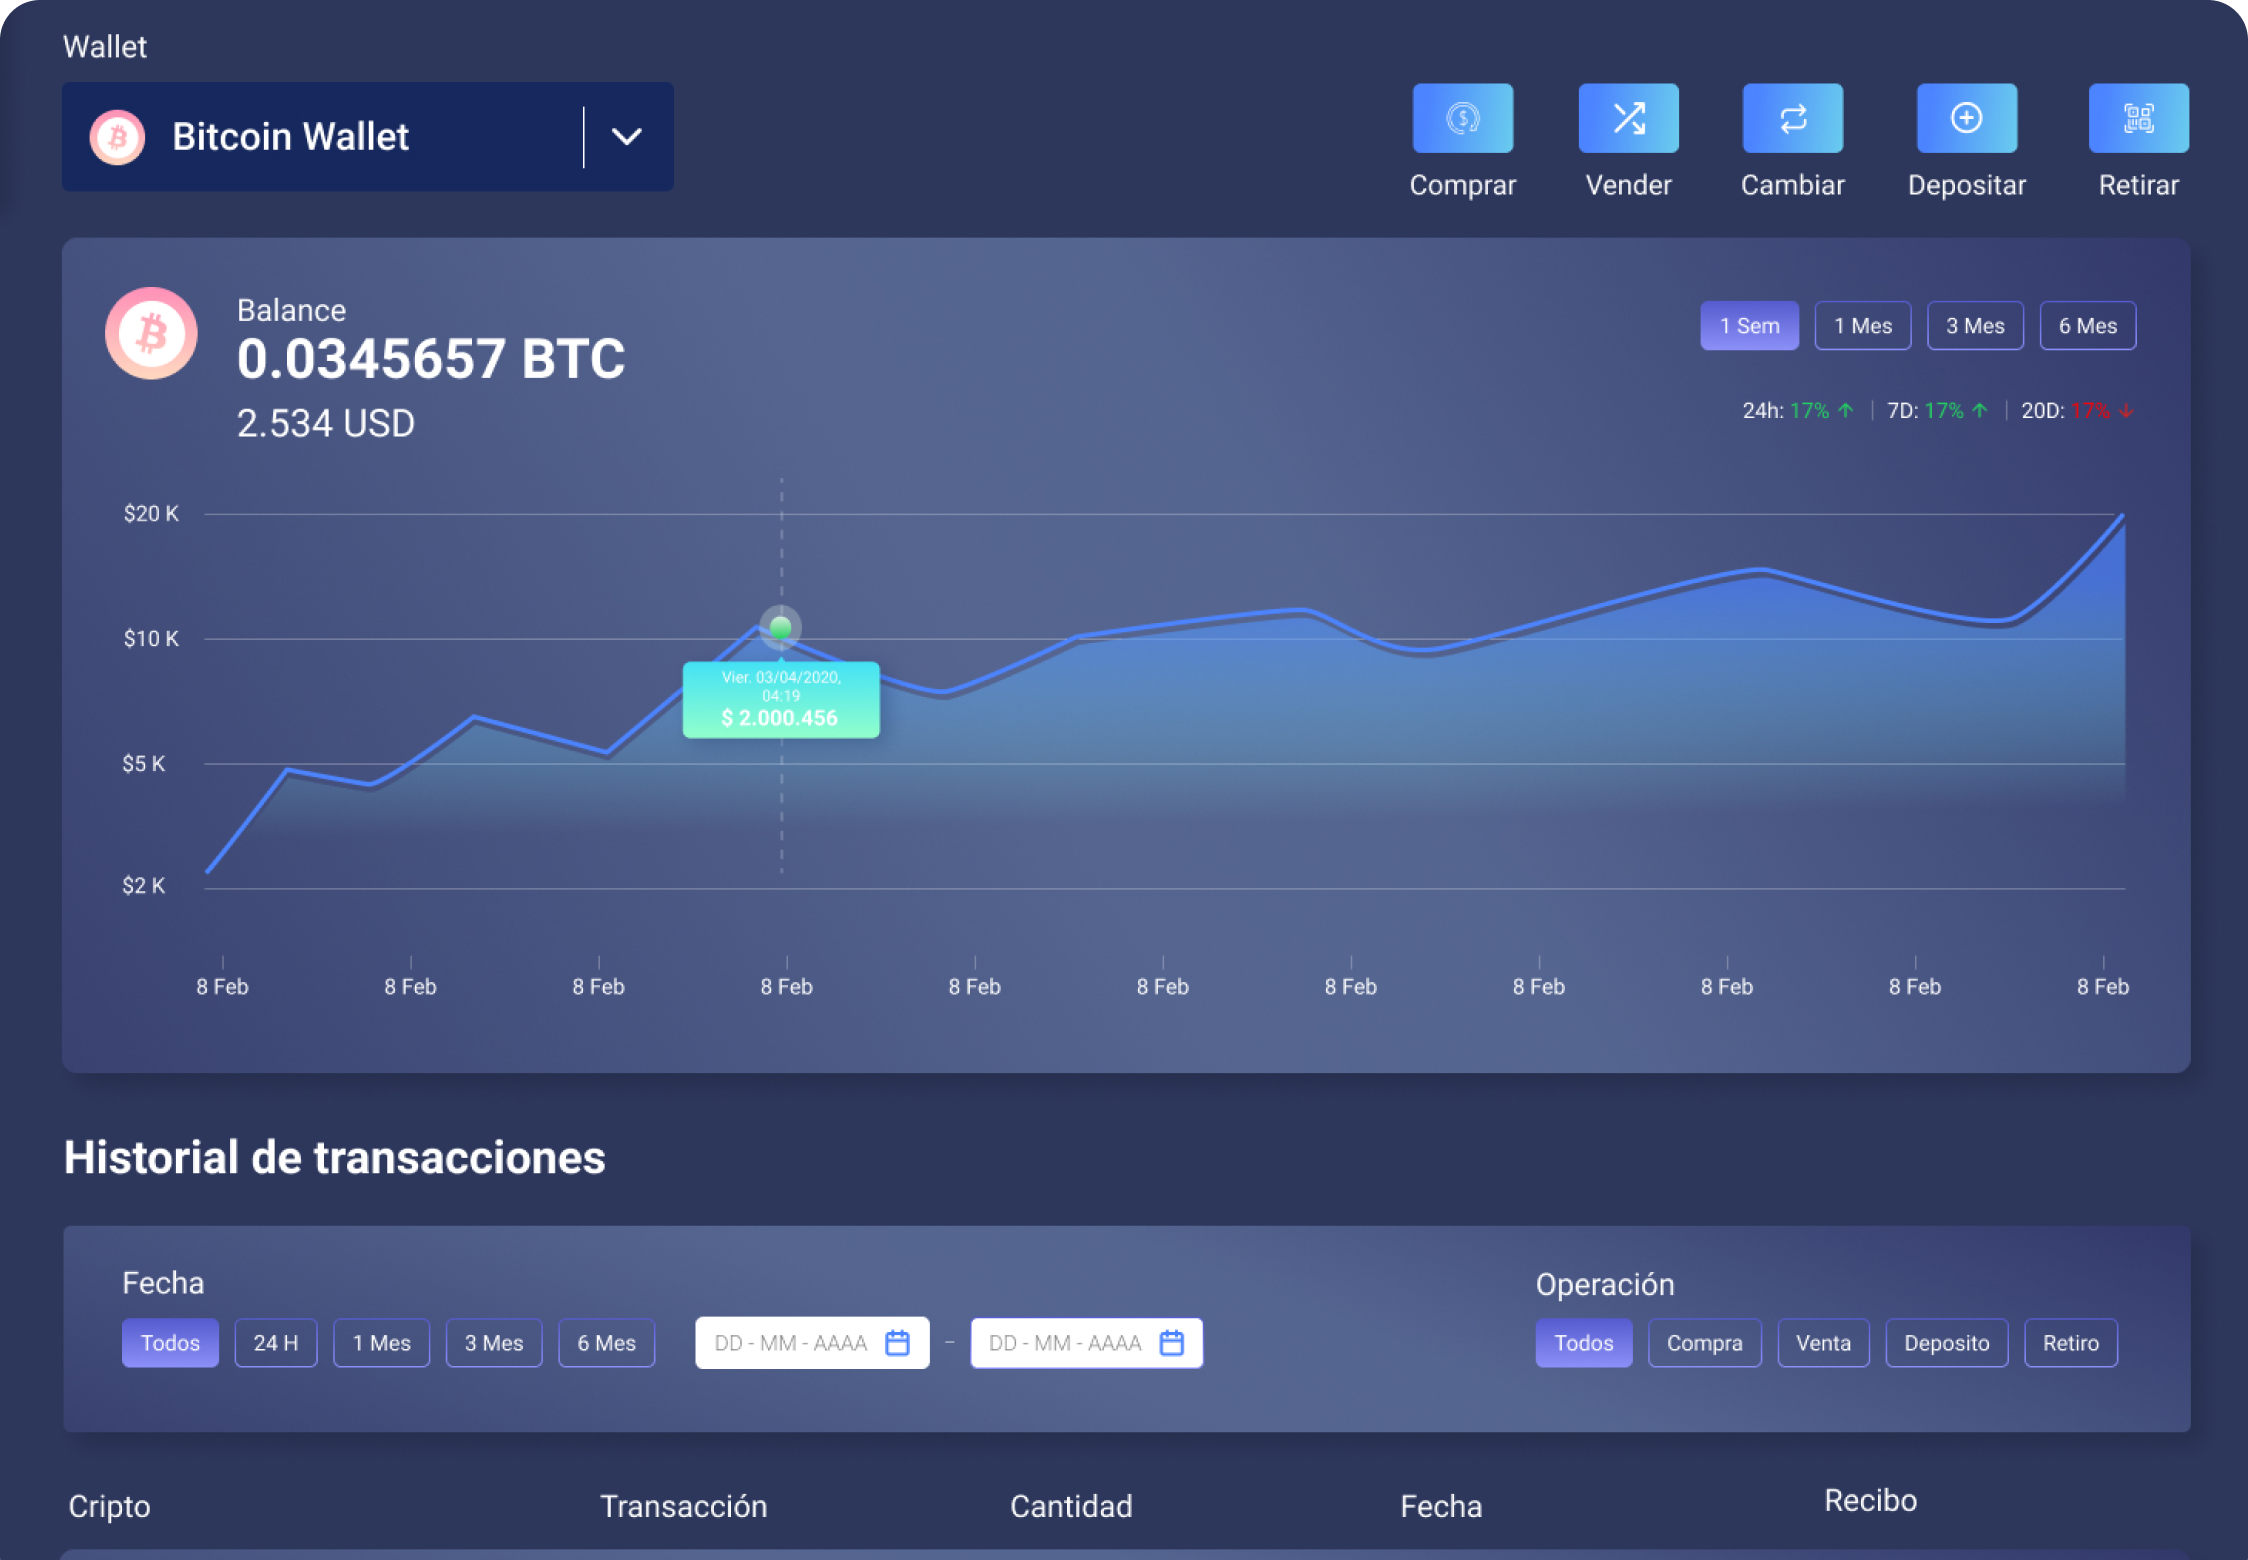 Wallet
Bitcoin Wallet
Comprar
Vender
Cambiar
Depositar
Retirar
Balance
0.0345657 BTC
2.534 USD
1 Sem
1 Mes
3 Mes
6 Mes
24h: 17%
7D: 17%
20D: 17%
$20 K
$10 K
$5 K
$2 K
Vier. 03/04/2020,
04:19
$ 2.000.456
8 Feb
8 Feb
8 Feb
8 Feb
8 Feb
8 Feb
8 Feb
8 Feb
8 Feb
8 Feb
8 Feb
Historial de transacciones
Fecha
Todos
24 H
1 Mes
3 Mes
6 Mes
DD - MM - AAAA
–
DD - MM - AAAA
Operación
Todos
Compra
Venta
Deposito
Retiro
Cripto
Transacción
Cantidad
Fecha
Recibo